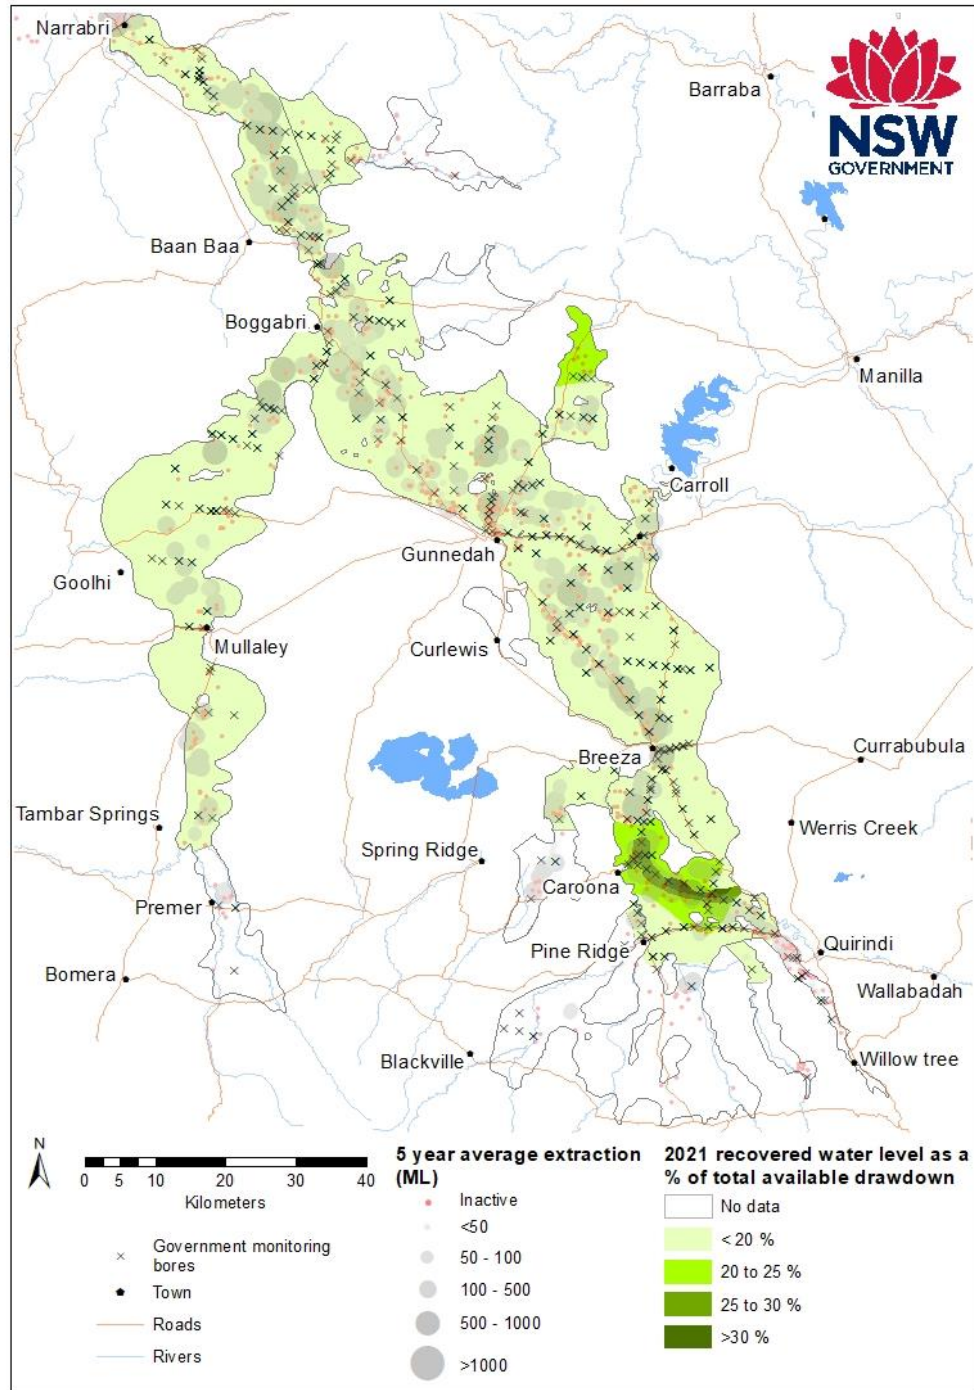 Narrabri
Barraba
NSW
GOVERNMENT
Baan Baa
Boggabri
Manilla
Carroll
Gunnedah
Goolhi
Mullaley
Curlewis
Breeza
Currabubula
Tambar Springs
Werris Creek
Spring Ridge
Caroona
Premer
Pine Ridge
Quirindi
Bomera
Wallabadah
Blackville
Willow tree
N
0 5 10 20 30 40
Kilometers
Government monitoring
bores
Town
Roads
Rivers
5 year average extraction
(ML)
Inactive
<50
50 - 100
100 - 500
500 - 1000
>1000
2021 recovered water level as a
% of total available drawdown
No data
< 20 %
20 to 25 %
25 to 30 %
>30 %